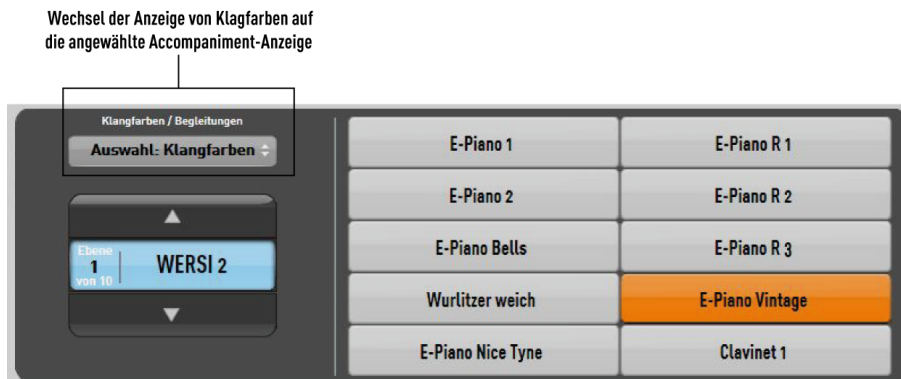 Wechsel der Anzeige von Klagfarben auf
die angewählte Accompaniment-Anzeige
Klangfarben / Begleitungen
Auswahl: Klangfarben
Ebene
1
von 10
WERSI 2
E-Piano 1
E-Piano R 1
E-Piano 2
E-Piano R 2
E-Piano Bells
E-Piano R 3
Wurlitzer weich
E-Piano Vintage
E-Piano Nice Tyne
Clavinet 1